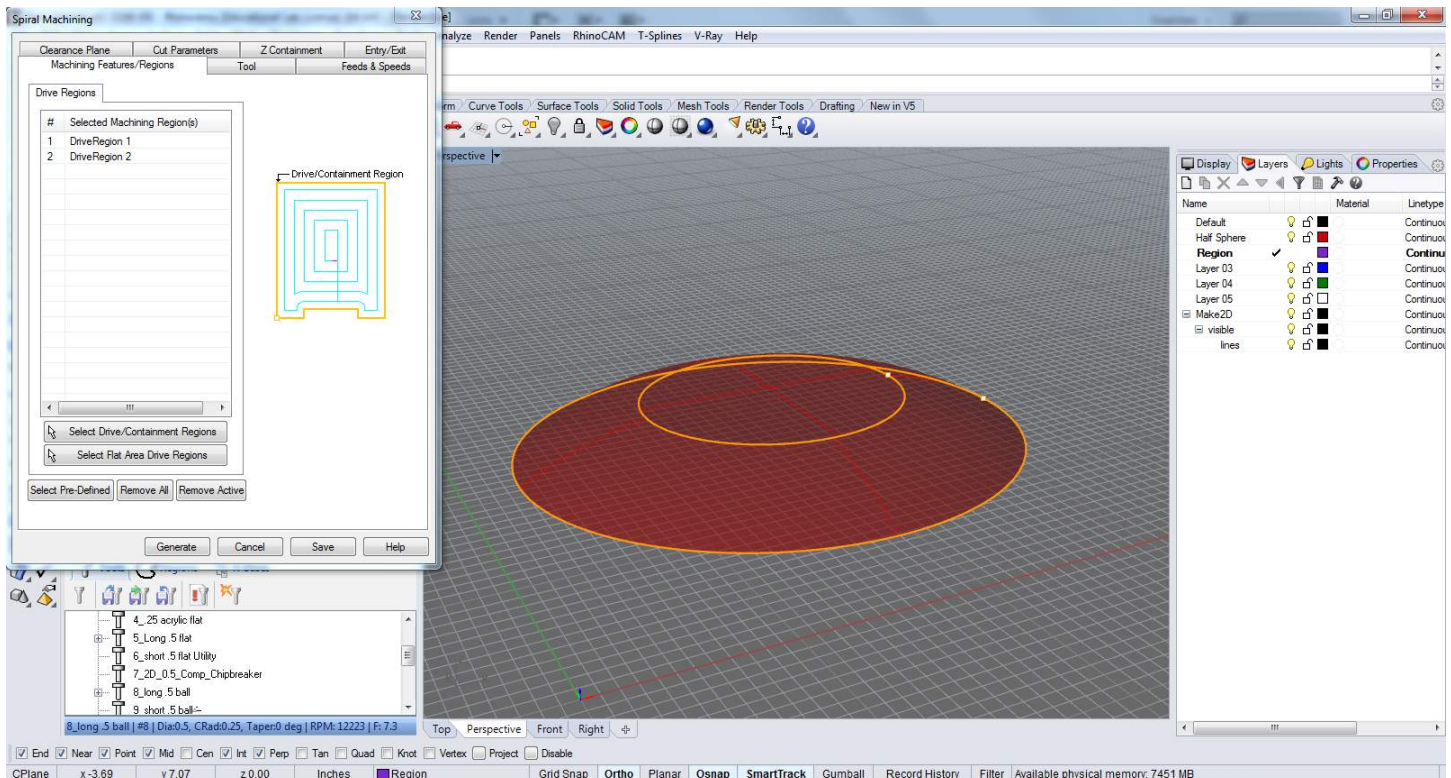 Spiral Machining
e]
Clearance Plane Cut Parameters Z Containment Entry/Exit
Machining Features/Regions Tool Feeds & Speeds
Drive Regions
# Selected Machining Region(s)
1 DriveRegion 1
2 DriveRegion 2
Drive/Containment Region
Select Drive/Containment Regions
Select Flat Area Drive Regions
Select Pre-Defined Remove All Remove Active
Generate Cancel Save Help
nalyze Render Panels RhinoCAM T-Splines V-Ray Help
rm Curve Tools Surface Tools Solid Tools Mesh Tools Render Tools Drafting New in V5
rspective
Display Layers Lights Properties
Name Material Linetype
Default Continuou
Half Sphere Continuou
Region Continu
Layer 03 Continuou
Layer 04 Continuou
Layer 05 Continuou
Make2D Continuou
visible Continuou
lines Continuou
4_.25 acrylic flat
5_Long .5 flat
6_short .5 flat Utility
7_2D_0.5_Comp_Chipbreaker
8_long .5 ball
9_short .5 ball
8_long .5 ball | #8 | Dia:0.5, CRad:0.25, Taper:0 deg | RPM: 12223 | F: 7.3
Top Perspective Front Right
End Near Point Mid Cen Int Perp Tan Quad Knot Vertex Project Disable
CPlane x -3.69 y 7.07 z 0.00 Inches Region Grid Snap Ortho Planar Osnap SmartTrack Gumball Record History Filter Available physical memory: 7451 MB